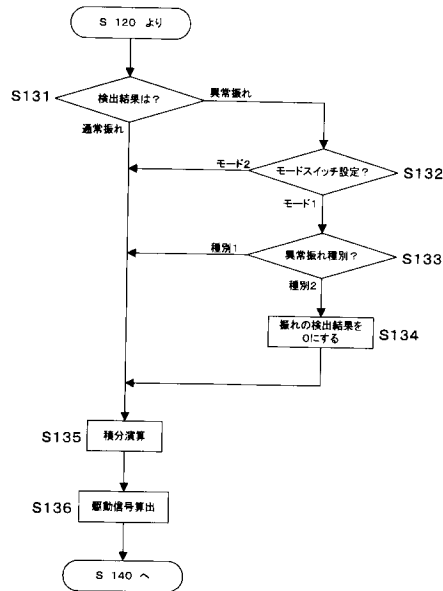 S 120 より
S131
検出結果は?
異常振れ
通常振れ
モード2
モードスイッチ設定?
S132
モード1
種別1
異常振れ種別?
S133
種別2
振れの検出結果を
0にする
S134
S135
積分演算
S136
駆動信号算出
S 140 へ